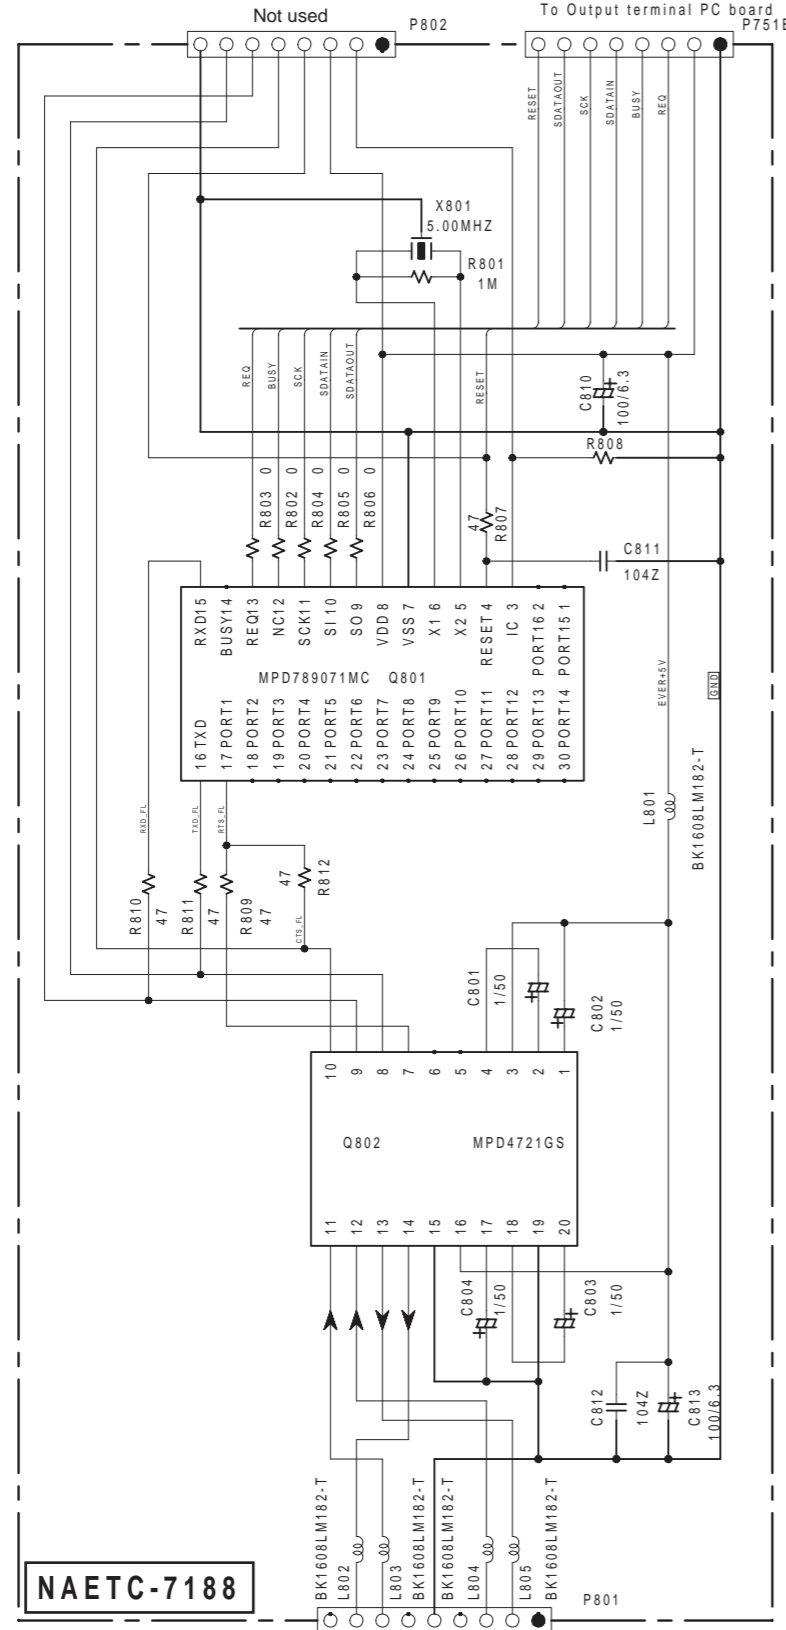 Not used
P802
To Output terminal PC board
P751B
RESET
SDATAOUT
SCK
SDATAIN
BUSY
REQ
X801
5.00MHZ
R801
1M
REQ
BUSY
SCK
SDATAIN
SDATAOUT
RESET
C810
100/6.3
R808
R803 0
R802 0
R804 0
R805 0
R806 0
47
R807
C811
104Z
RXD15
BUSY14
REQ13
NC12
SCK11
SI10
SO9
VDD8
VSS7
X16
X25
RESET4
IC3
PORT162
PORT151
MPD789071MC Q801
16TXD
17PORT1
18PORT2
19PORT3
20PORT4
21PORT5
22PORT6
23PORT7
24PORT8
25PORT9
26PORT10
27PORT11
28PORT12
29PORT13
30PORT14
EVER+5V
GND
L801
BK1608LM182-T
RXD_FL
TXD_FL
RTS_FL
R810
47
R811
47
R809
47
47
R812
CTS_FL
C801
1/50
C802
1/50
10 9 8 7 6 5 4 3 2 1
Q802 MPD4721GS
11 12 13 14 15 16 17 18 19 20
C804
1/50
C803
1/50
C812
104Z
C813
100/6.3
BK1608LM182-T
L802
L803
BK1608LM182-T
BK1608LM182-T
L804
L805
BK1608LM182-T
P801
NAETC-7188